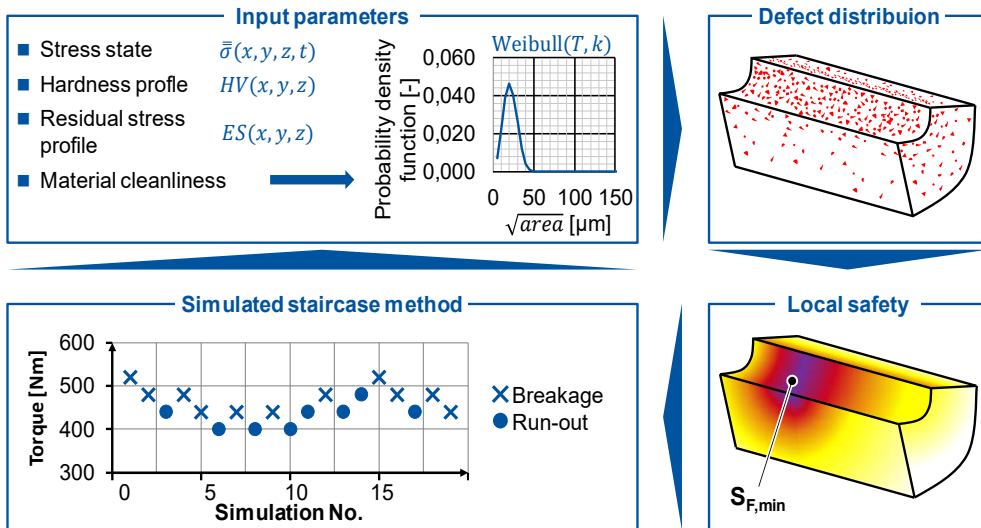 Input parameters
Stress state
σ̿(x, y, z, t)
Hardness profle
HV(x, y, z)
Residual stress
profile
ES(x, y, z)
Material cleanliness
Probability density
function [-]
Weibull(T, k)
0,060
0,040
0,020
0,000
0 50 100 150
√area [µm]
Defect distribuion
Simulated staircase method
Torque [Nm]
600
500
400
300
0 5 10 15
Simulation No.
Breakage
Run-out
Local safety
S_F,min